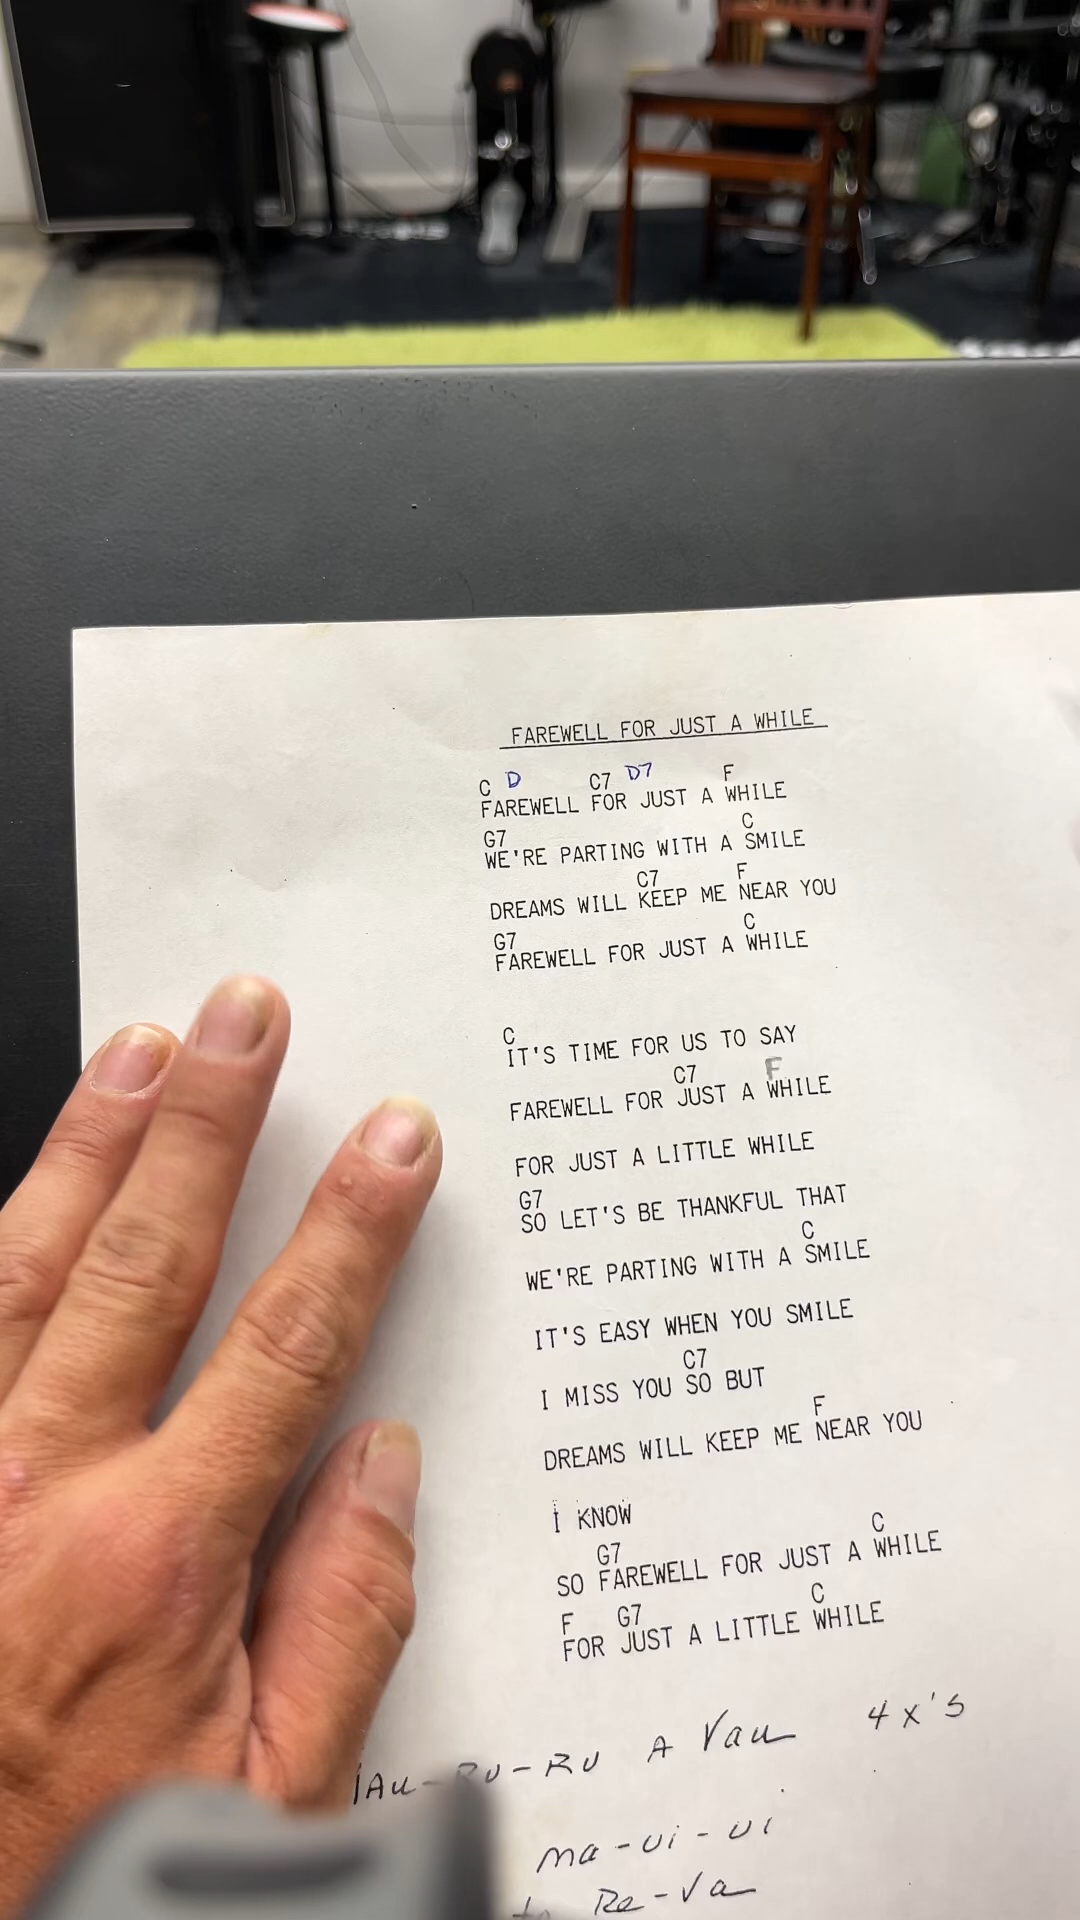 FAREWELL FOR JUST A WHILE
C D C7 D7 F
FAREWELL FOR JUST A WHILE
G7 C
WE'RE PARTING WITH A SMILE
C7 F
DREAMS WILL KEEP ME NEAR YOU
G7 C
FAREWELL FOR JUST A WHILE
C
IT'S TIME FOR US TO SAY
C7 F
FAREWELL FOR JUST A WHILE
FOR JUST A LITTLE WHILE
G7
SO LET'S BE THANKFUL THAT
C
WE'RE PARTING WITH A SMILE
IT'S EASY WHEN YOU SMILE
C7
I MISS YOU SO BUT
F
DREAMS WILL KEEP ME NEAR YOU
I KNOW
G7 C
SO FAREWELL FOR JUST A WHILE
F G7 C
FOR JUST A LITTLE WHILE
IAU-RU-RU A Vau 4x's
ma-ui-ui
Re-Va